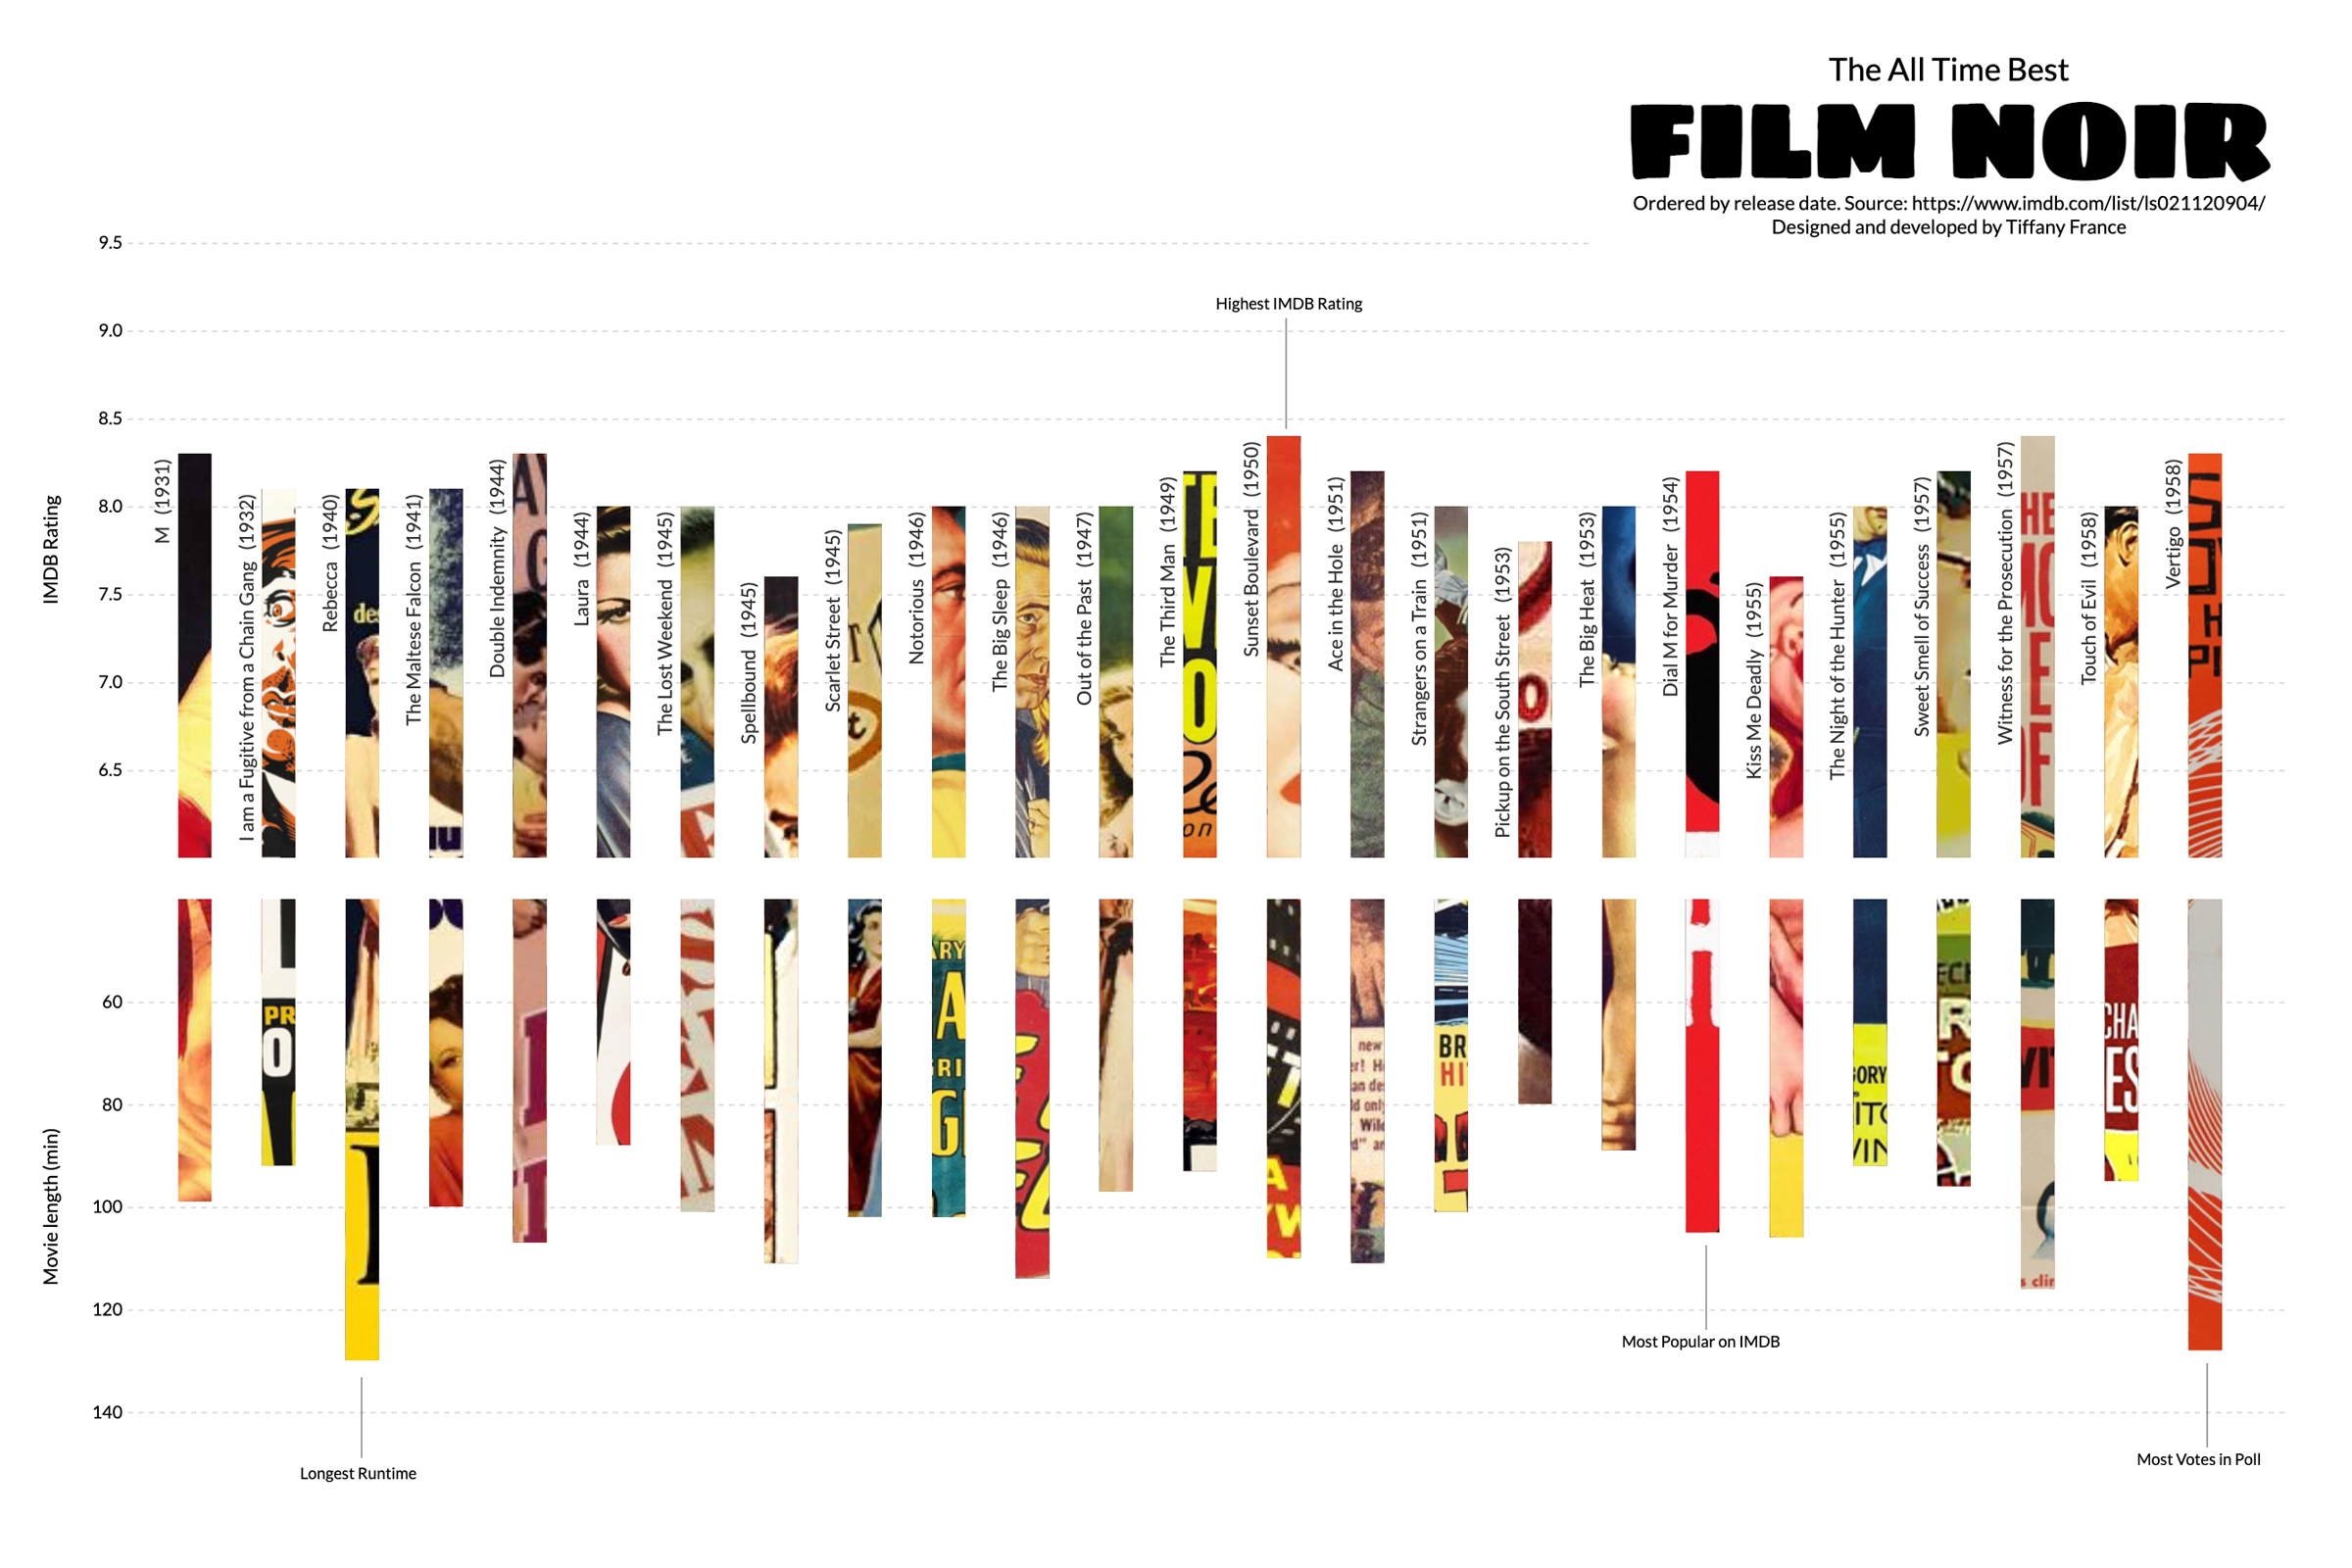 The All Time Best
FILM NOIR
Ordered by release date. Source: https://www.imdb.com/list/ls021120904/
Designed and developed by Tiffany France
IMDB Rating
9.5
9.0
8.5
8.0
7.5
7.0
6.5
Highest IMDB Rating
M (1931)
I am a Fugitive from a Chain Gang (1932)
Rebecca (1940)
The Maltese Falcon (1941)
Double Indemnity (1944)
Laura (1944)
The Lost Weekend (1945)
Spellbound (1945)
Scarlet Street (1945)
Notorious (1946)
The Big Sleep (1946)
Out of the Past (1947)
The Third Man (1949)
Sunset Boulevard (1950)
Ace in the Hole (1951)
Strangers on a Train (1951)
Pickup on the South Street (1953)
The Big Heat (1953)
Dial M for Murder (1954)
Kiss Me Deadly (1955)
The Night of the Hunter (1955)
Sweet Smell of Success (1957)
Witness for the Prosecution (1957)
Touch of Evil (1958)
Vertigo (1958)
Movie length (min)
60
80
100
120
140
Longest Runtime
Most Popular on IMDB
Most Votes in Poll